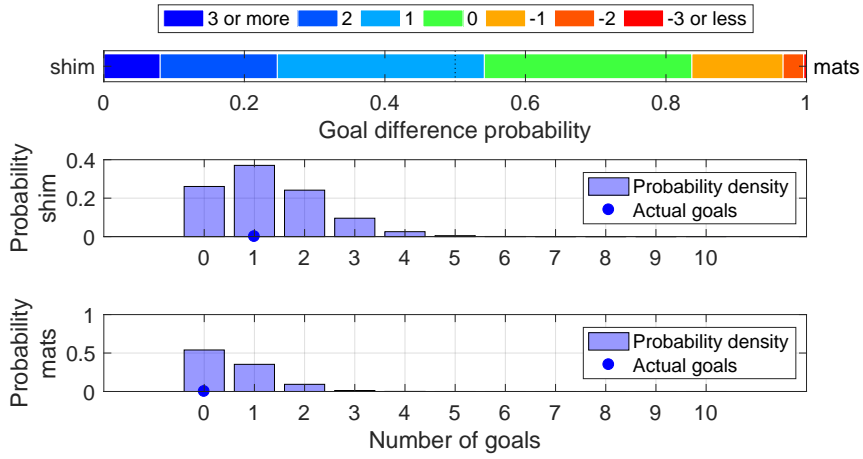 3 or more 2 1 0 -1 -2 -3 or less
shim mats
0 0.2 0.4 0.6 0.8 1
Goal difference probability
Probability
shim
0.4
0.2
0
Probability density
Actual goals
0 1 2 3 4 5 6 7 8 9 10
Probability
mats
1
0.5
0
Probability density
Actual goals
0 1 2 3 4 5 6 7 8 9 10
Number of goals